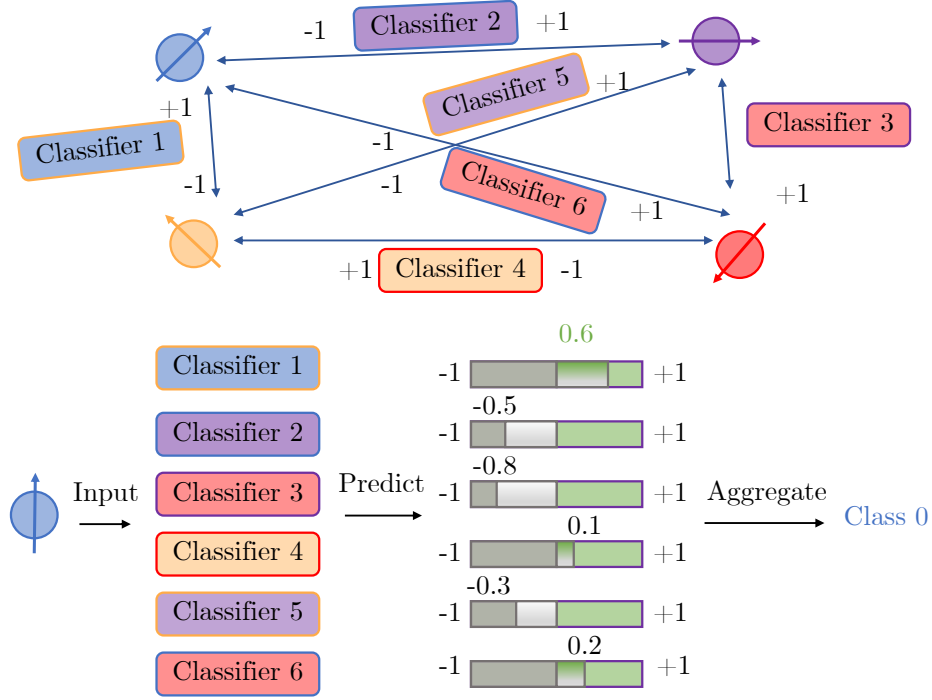 -1 Classifier 2 +1
Classifier 5
+1
+1
Classifier 1
Classifier 3
-1
-1
-1
Classifier 6
+1
+1
+1 Classifier 4 -1
0.6
Classifier 1
-1 +1
-0.5
Classifier 2
-1 +1
-0.8
Input
Classifier 3
Predict
-1 +1
Aggregate
Class 0
0.1
Classifier 4
-1 +1
-0.3
Classifier 5
-1 +1
0.2
Classifier 6
-1 +1